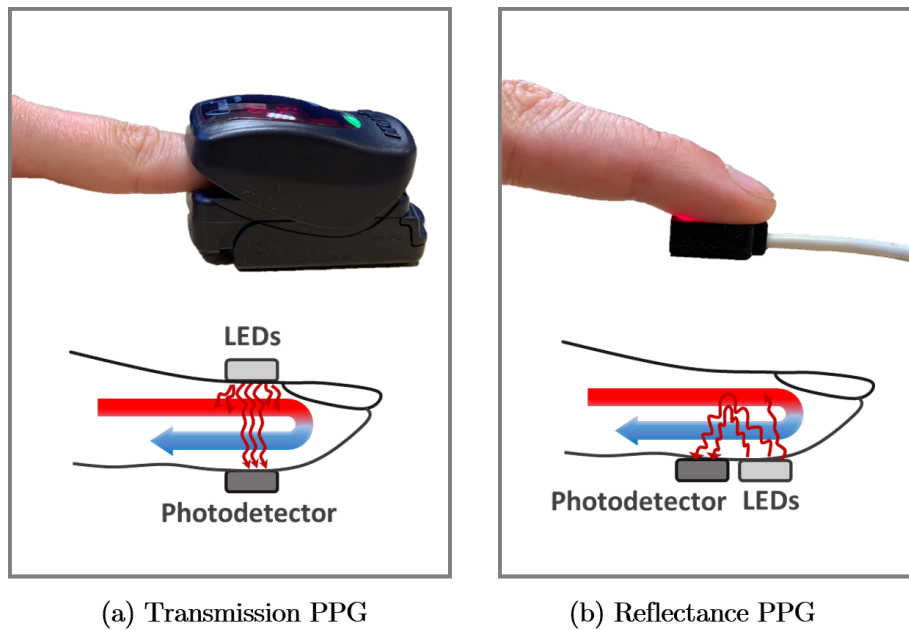 LEDs
Photodetector
Photodetector LEDs
(a) Transmission PPG
(b) Reflectance PPG